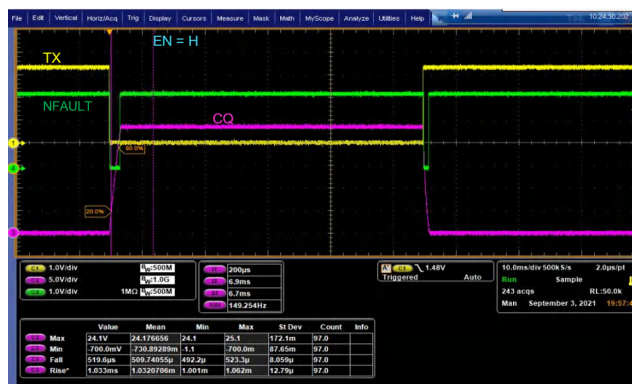 File Edit Vertical Horiz/Acq Trig Display Cursors Measure Mask Math MyScope Analyze Utilities Help
10.24.50.202
EN = H
TX
NFAULT
CQ
80.0%
20.0%
C1 1.0V/div BW:500M
C3 5.0V/div BW:1.0G
C4 1.0V/div 1MΩ BW:500M
200µs
6.9ms
6.7ms
149.254Hz
A' C1 1.48V
Triggered Auto
10.0ms/div 500kS/s 2.0µs/pt
Run Sample
243 acqs RL:50.0k
Man September 3, 2021 19:57:4
Value Mean Min Max St Dev Count Info
Max 24.1V 24.176656 24.1 25.1 172.1m 97.0
Min -700.0mV -730.89289m -1.1 -700.0m 87.65m 97.0
Fall 519.6µs 509.74055µ 492.2µ 523.3µ 8.059µ 97.0
Rise* 1.033ms 1.0320706m 1.001m 1.062m 12.79µ 97.0